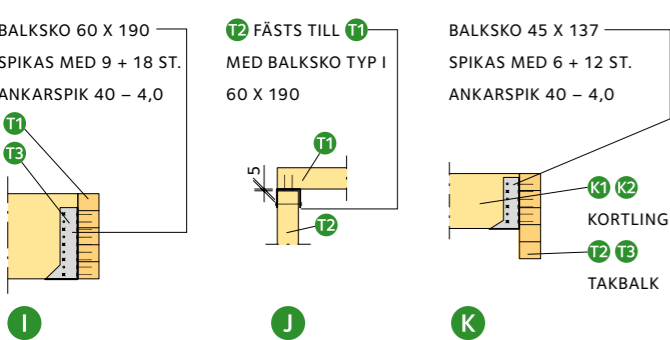 BALKSKO 60 X 190
SPIKAS MED 9 + 18 ST.
ANKARSPIK 40 – 4,0
T1
T3
I
T2 FÄSTS TILL T1
MED BALKSKO TYP I
60 X 190
T1
5
T2
J
BALKSKO 45 X 137
SPIKAS MED 6 + 12 ST.
ANKARSPIK 40 – 4,0
K1 K2
KORTLING
T2 T3
TAKBALK
K